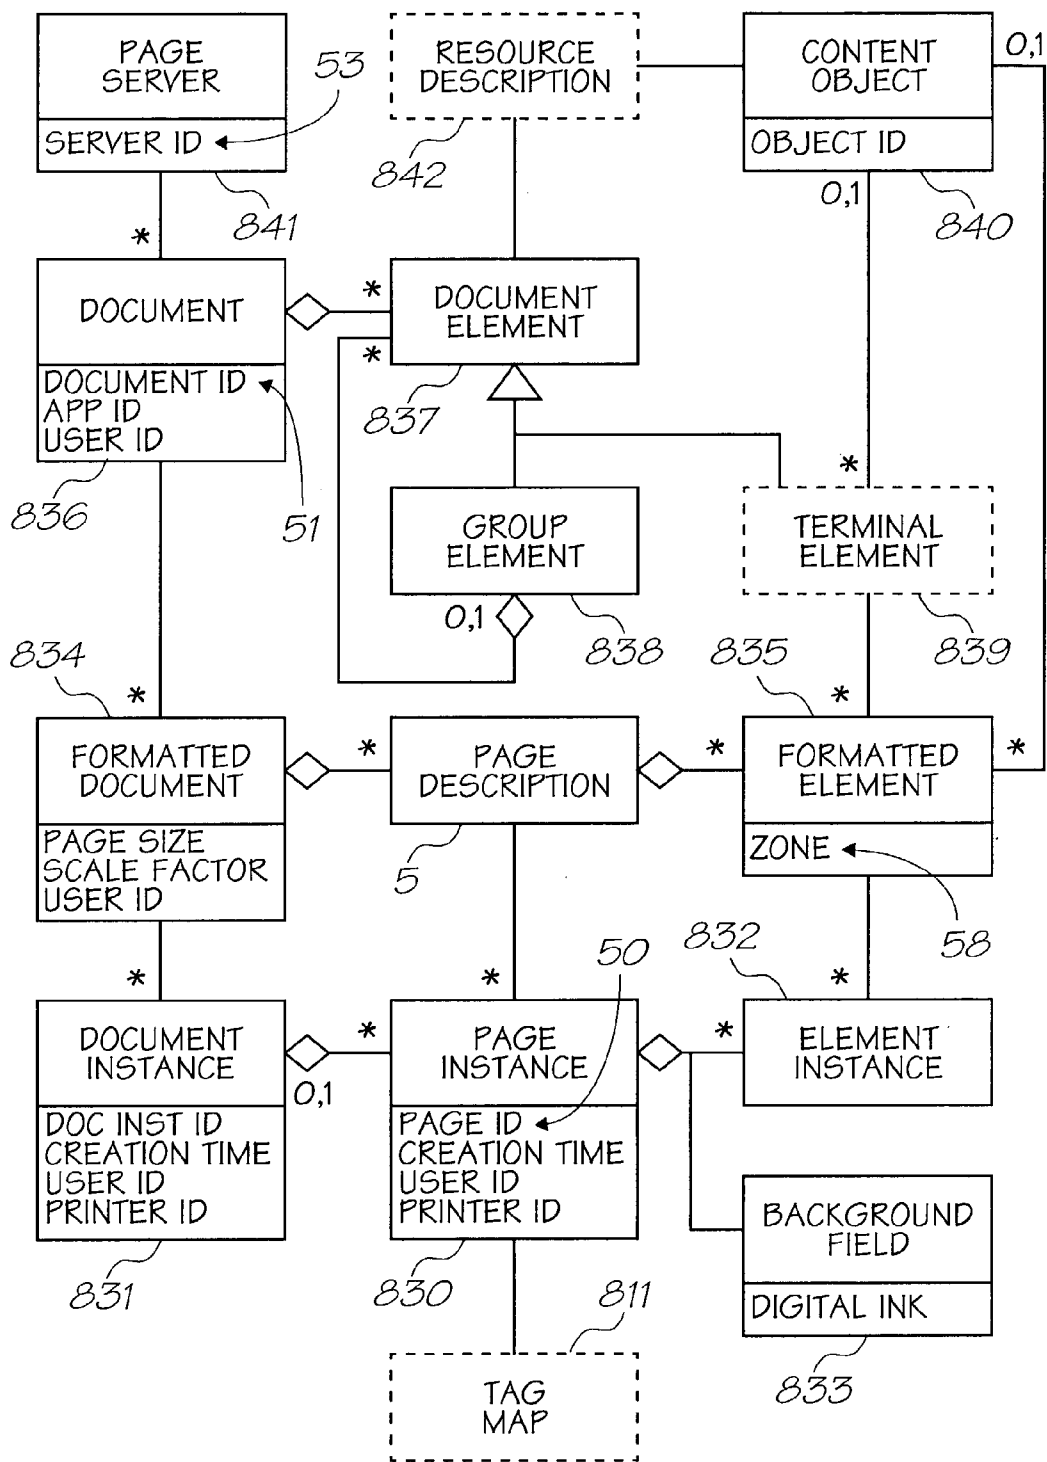 PAGE
SERVER
SERVER ID
53
841
*
RESOURCE
DESCRIPTION
842
CONTENT
OBJECT
OBJECT ID
0,1
0,1
840
DOCUMENT
DOCUMENT ID
APP ID
USER ID
836
51
*
*
DOCUMENT
ELEMENT
837
GROUP
ELEMENT
0,1
838
*
TERMINAL
ELEMENT
839
834
*
FORMATTED
DOCUMENT
PAGE SIZE
SCALE FACTOR
USER ID
*
PAGE
DESCRIPTION
5
*
835
*
*
FORMATTED
ELEMENT
ZONE
58
*
DOCUMENT
INSTANCE
0,1
DOC INST ID
CREATION TIME
USER ID
PRINTER ID
831
*
*
50
PAGE
INSTANCE
PAGE ID
CREATION TIME
USER ID
PRINTER ID
830
*
832
*
ELEMENT
INSTANCE
BACKGROUND
FIELD
DIGITAL INK
833
811
TAG
MAP